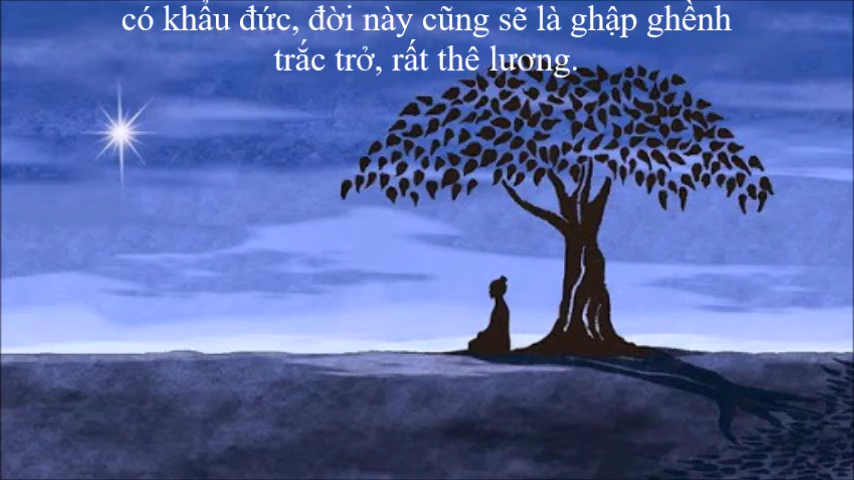 có khẩu đức, đời này cũng sẽ là ghập ghềnh
trắc trở, rất thê lương.